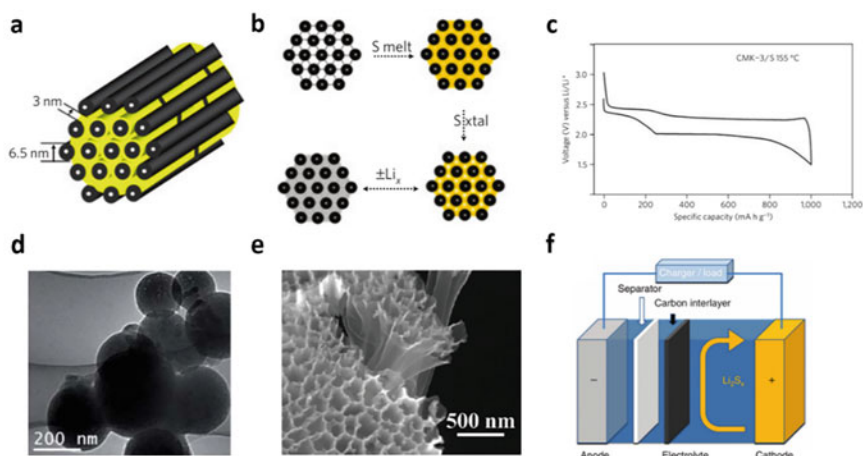 a
3 nm
6.5 nm
b
S melt
S xtal
±Liₓ
c
CMK-3/S 155 °C
Voltage (V) versus Li/Li⁺
3.0
2.5
2.0
1.5
0 200 400 600 800 1,000 1,200
Specific capacity (mA h g⁻¹)
d
200 nm
e
500 nm
f
Charger / load
Separator
Carbon interlayer
−
Li₂Sₓ
+
Anode Electrolyte Cathode